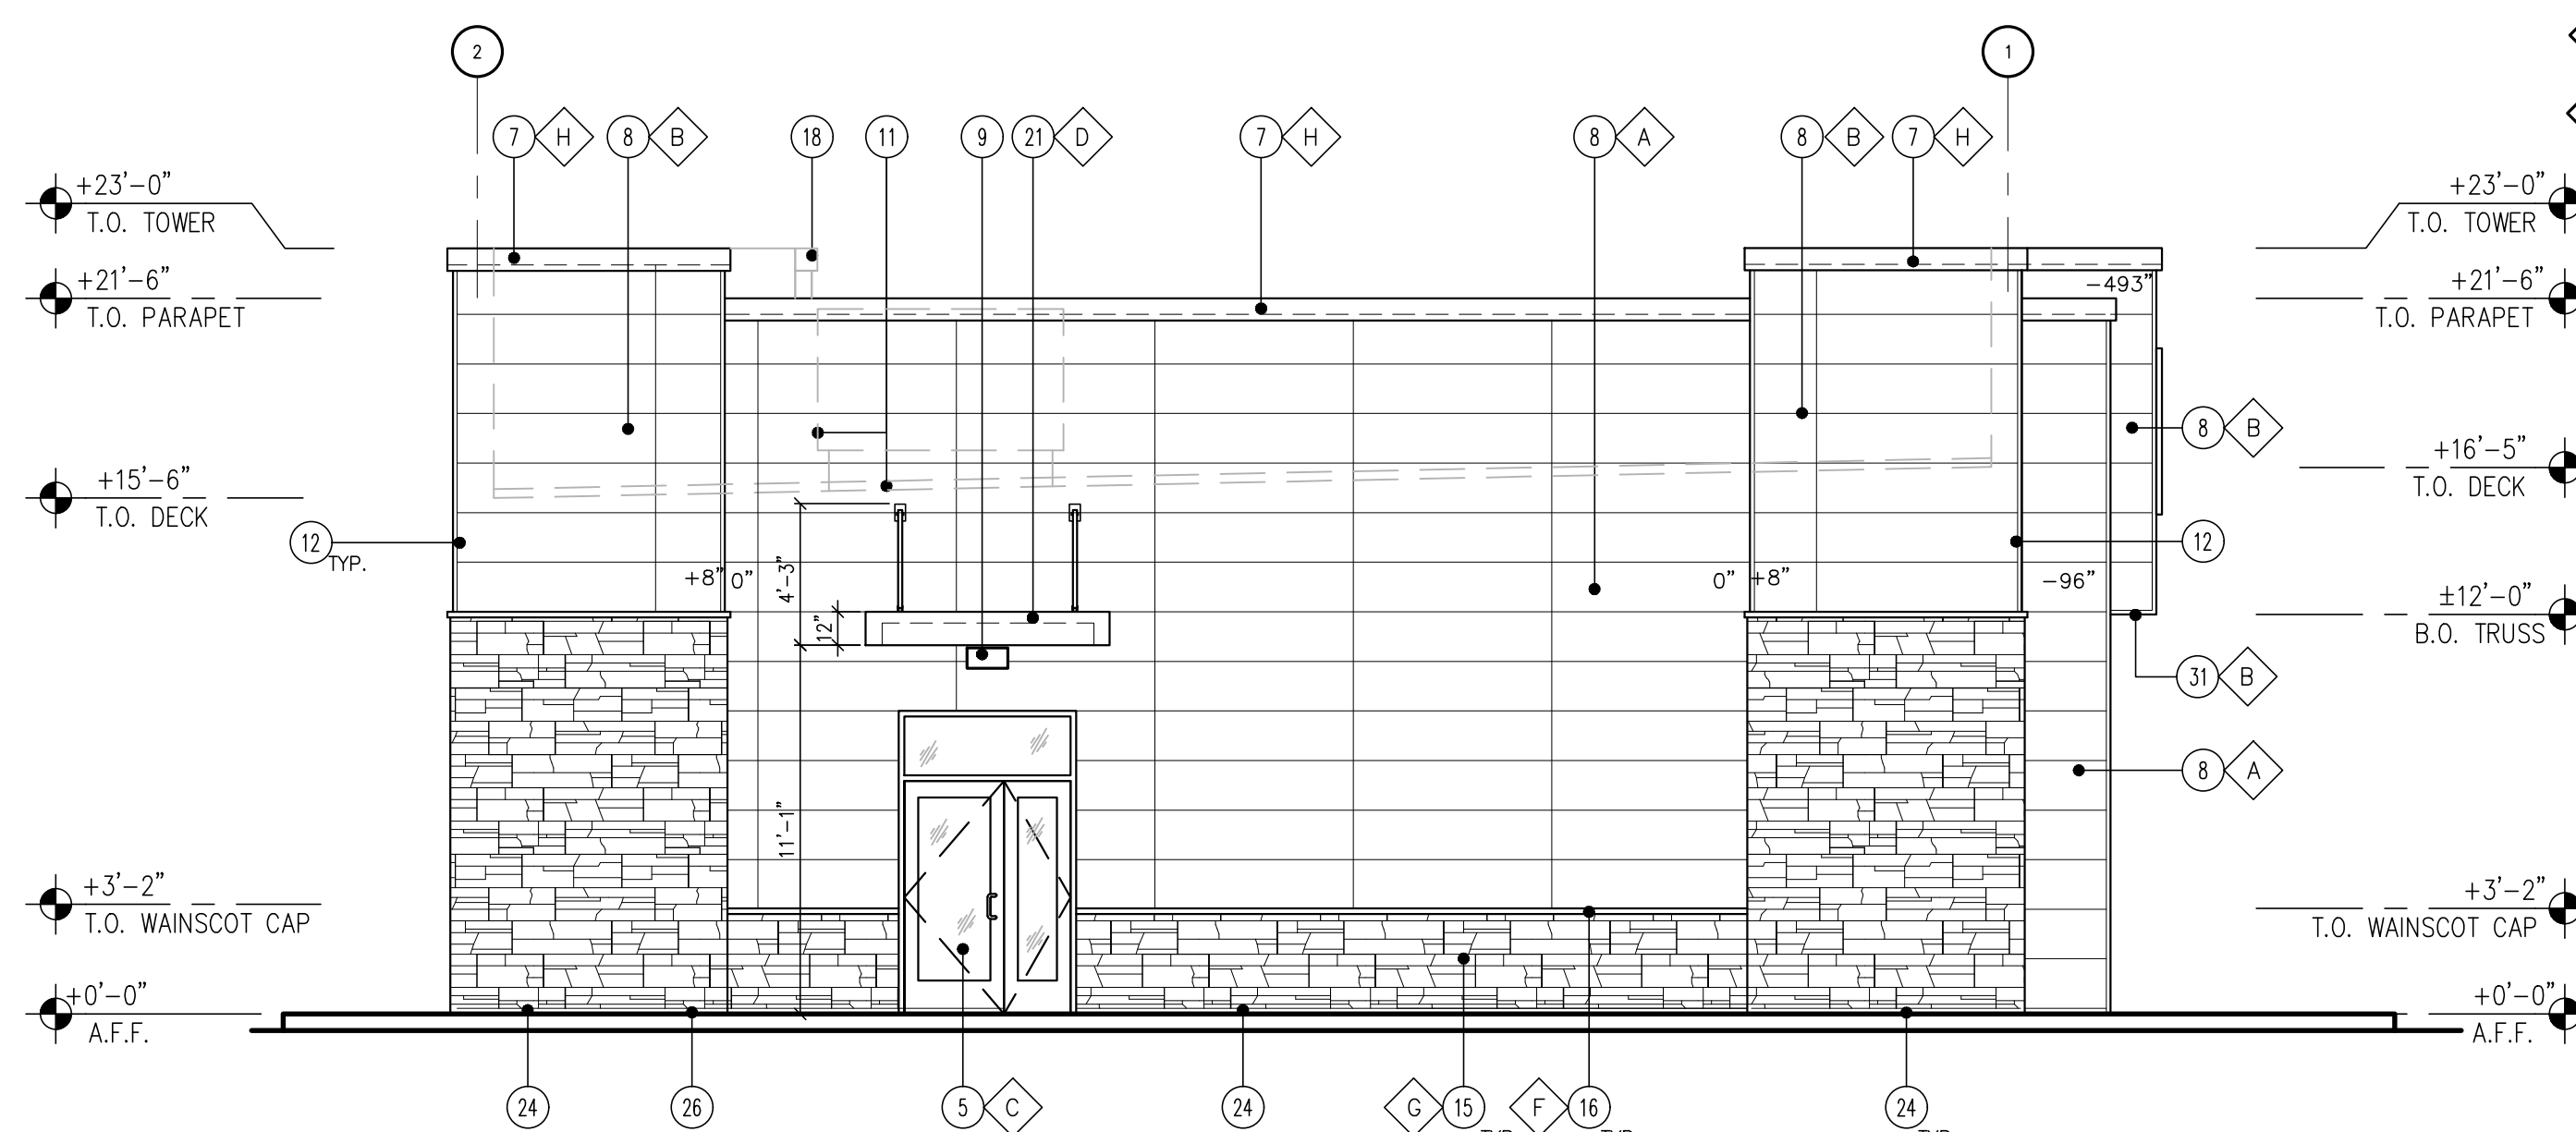 2
1
7 H
8 B
18
11
9
21 D
7 H
8 A
8 B
7 H
+23'-0"
T.O. TOWER
+23'-0"
T.O. TOWER
+21'-6"
T.O. PARAPET
-493"
+21'-6"
T.O. PARAPET
8 B
+15'-6"
T.O. DECK
+16'-5"
T.O. DECK
12
TYP.
12
+8" 0"
4'-3"
12"
0" +8"
-96"
±12'-0"
B.O. TRUSS
31 B
8 A
11'-1"
+3'-2"
T.O. WAINSCOT CAP
+3'-2"
T.O. WAINSCOT CAP
+0'-0"
A.F.F.
+0'-0"
A.F.F.
24
26
5 C
24
G 15
TYP
F 16
TYP
24
TYP